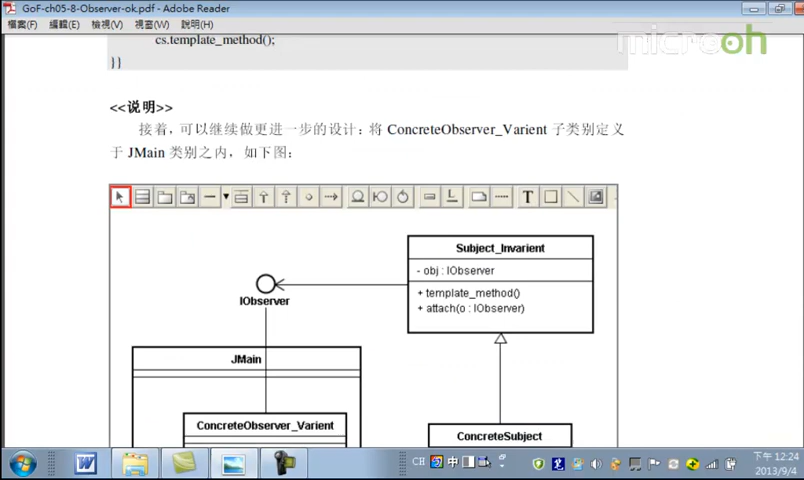 GoF-ch05-8-Observer-ok.pdf - Adobe Reader
檔案(F) 編輯(E) 檢視(V) 視窗(W) 說明(H)
microoh
cs.template_method();
}}
<<说明>>
接着，可以继续做更进一步的设计：将 ConcreteObserver_Varient 子类别定义
于 JMain 类别之内，如下图：
T
Subject_Invarient
- obj : IObserver
+ template_method()
+ attach(o : IObserver)
IObserver
JMain
ConcreteObserver_Varient
ConcreteSubject
CH 中
下午 12:24
2013/9/4